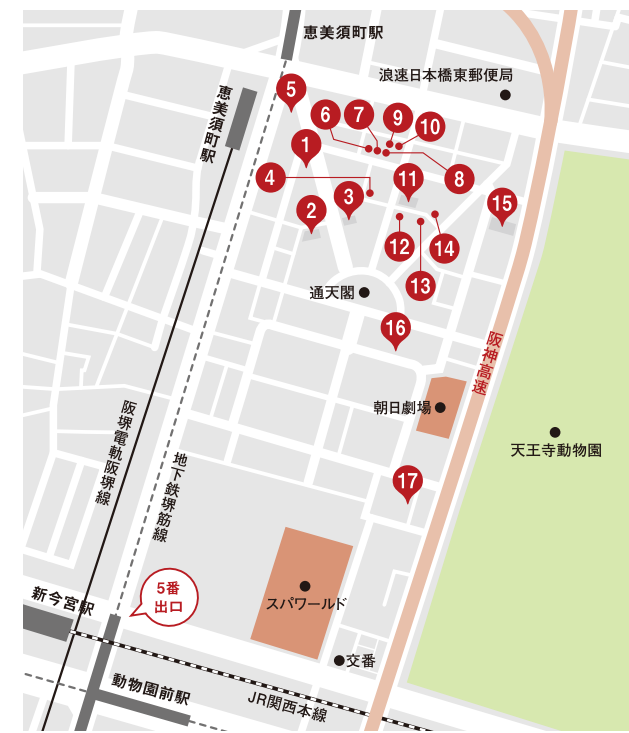 恵美須町駅
浪速日本橋東郵便局
恵美須町駅
5
6
7
9
10
1
4
3
11
8
2
15
12
14
13
通天閣
16
阪神高速
朝日劇場
天王寺動物園
阪堺電軌阪堺線
地下鉄堺筋線
17
5番
出口
スパワールド
新今宮駅
交番
動物園前駅
JR関西本線